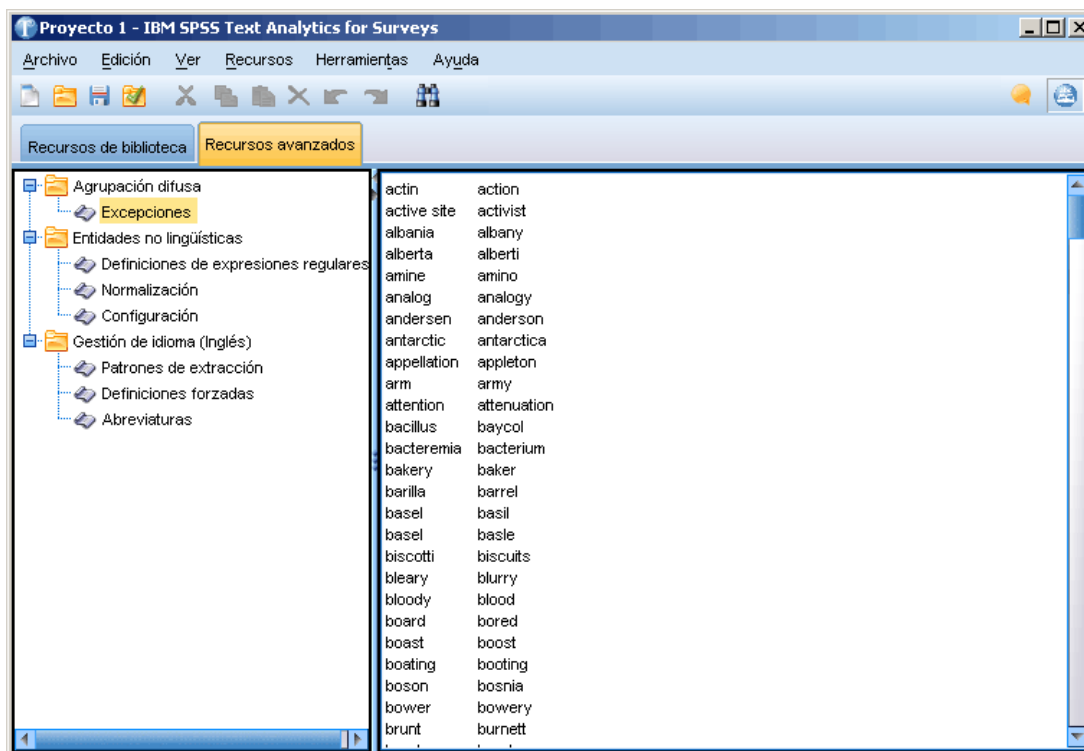 Proyecto 1 - IBM SPSS Text Analytics for Surveys
Archivo Edición Ver Recursos Herramientas Ayuda
Recursos de biblioteca Recursos avanzados
Agrupación difusa
Excepciones
Entidades no lingüísticas
Definiciones de expresiones regulares
Normalización
Configuración
Gestión de idioma (Inglés)
Patrones de extracción
Definiciones forzadas
Abreviaturas
actin action
active site activist
albania albany
alberta alberti
amine amino
analog analogy
andersen anderson
antarctic antarctica
appellation appleton
arm army
attention attenuation
bacillus baycol
bacteremia bacterium
bakery baker
barilla barrel
basel basil
basel basle
biscotti biscuits
bleary blurry
bloody blood
board bored
boast boost
boating booting
boson bosnia
bower bowery
brunt burnett